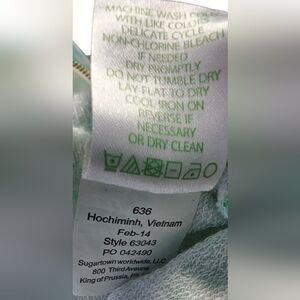 MACHINE WASH COLD
WITH LIKE COLORS
DELICATE CYCLE
NON-CHLORINE BLEACH
IF NEEDED
DRY PROMPTLY
DO NOT TUMBLE DRY
LAY FLAT TO DRY
COOL IRON ON
REVERSE IF
NECESSARY
OR DRY CLEAN
636
Hochiminh, Vietnam
Feb-14
Style 63043
PO 042490
Sugartown worldwide, LLC
800 ThirdAveune
King of Prussia, PA